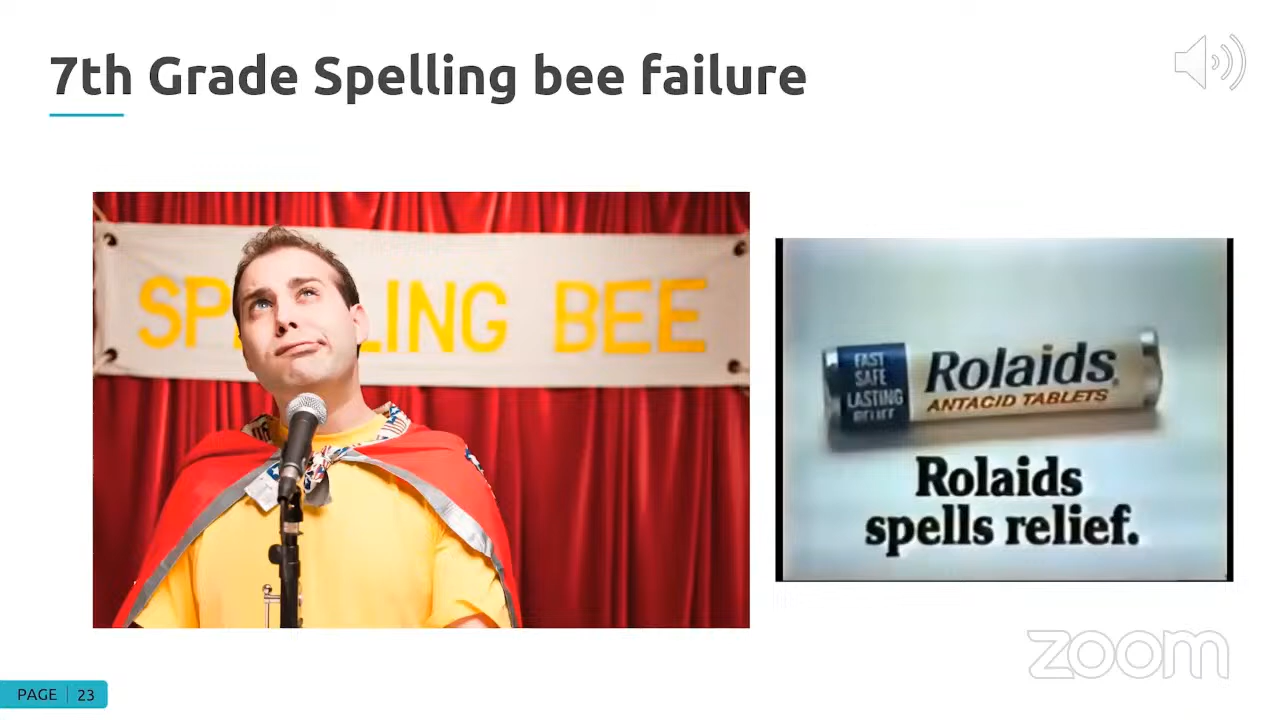 7th Grade Spelling bee failure
SP LING BEE
FAST
SAFE
LASTING
RELIEF
Rolaids
ANTACID TABLETS
Rolaids
spells relief.
zoom
PAGE 23